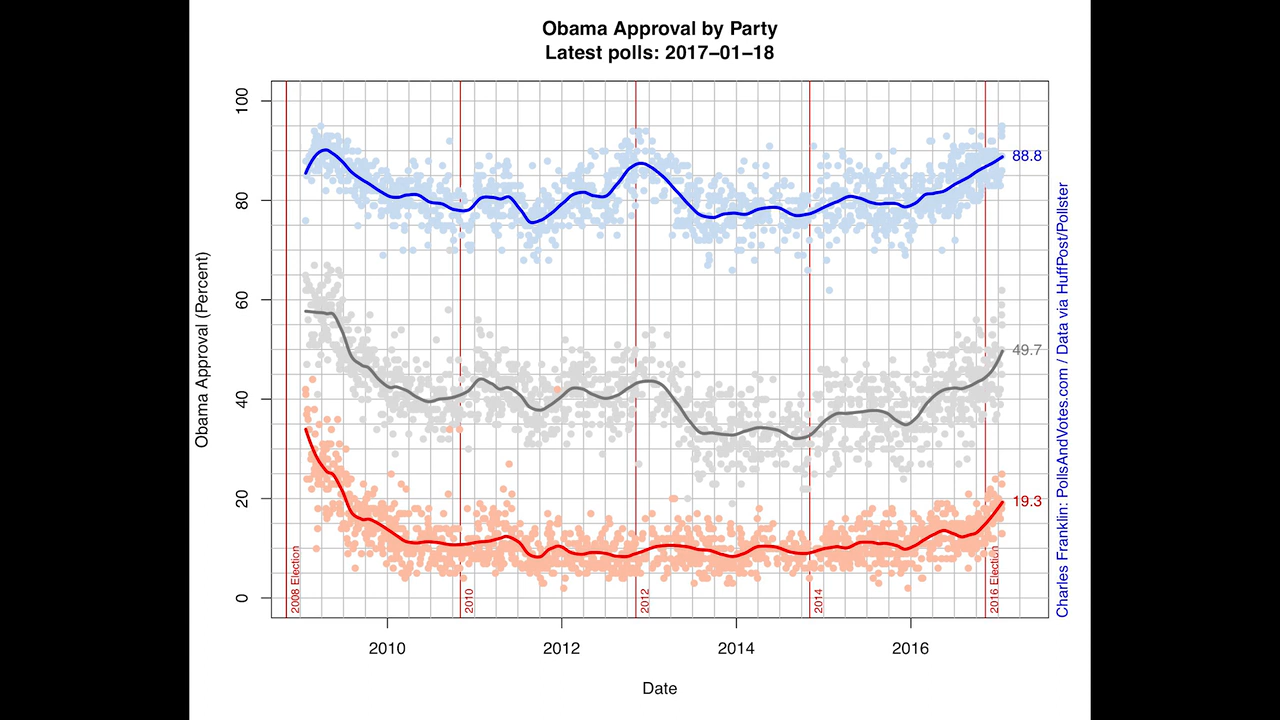 Obama Approval by Party
Latest polls: 2017–01–18
100
80
60
40
20
0
Obama Approval (Percent)
88.8
49.7
19.3
2008 Election
2010
2012
2014
2016 Election
2010
2012
2014
2016
Date
Charles Franklin: PollsAndVotes.com / Data via HuffPost/Pollster